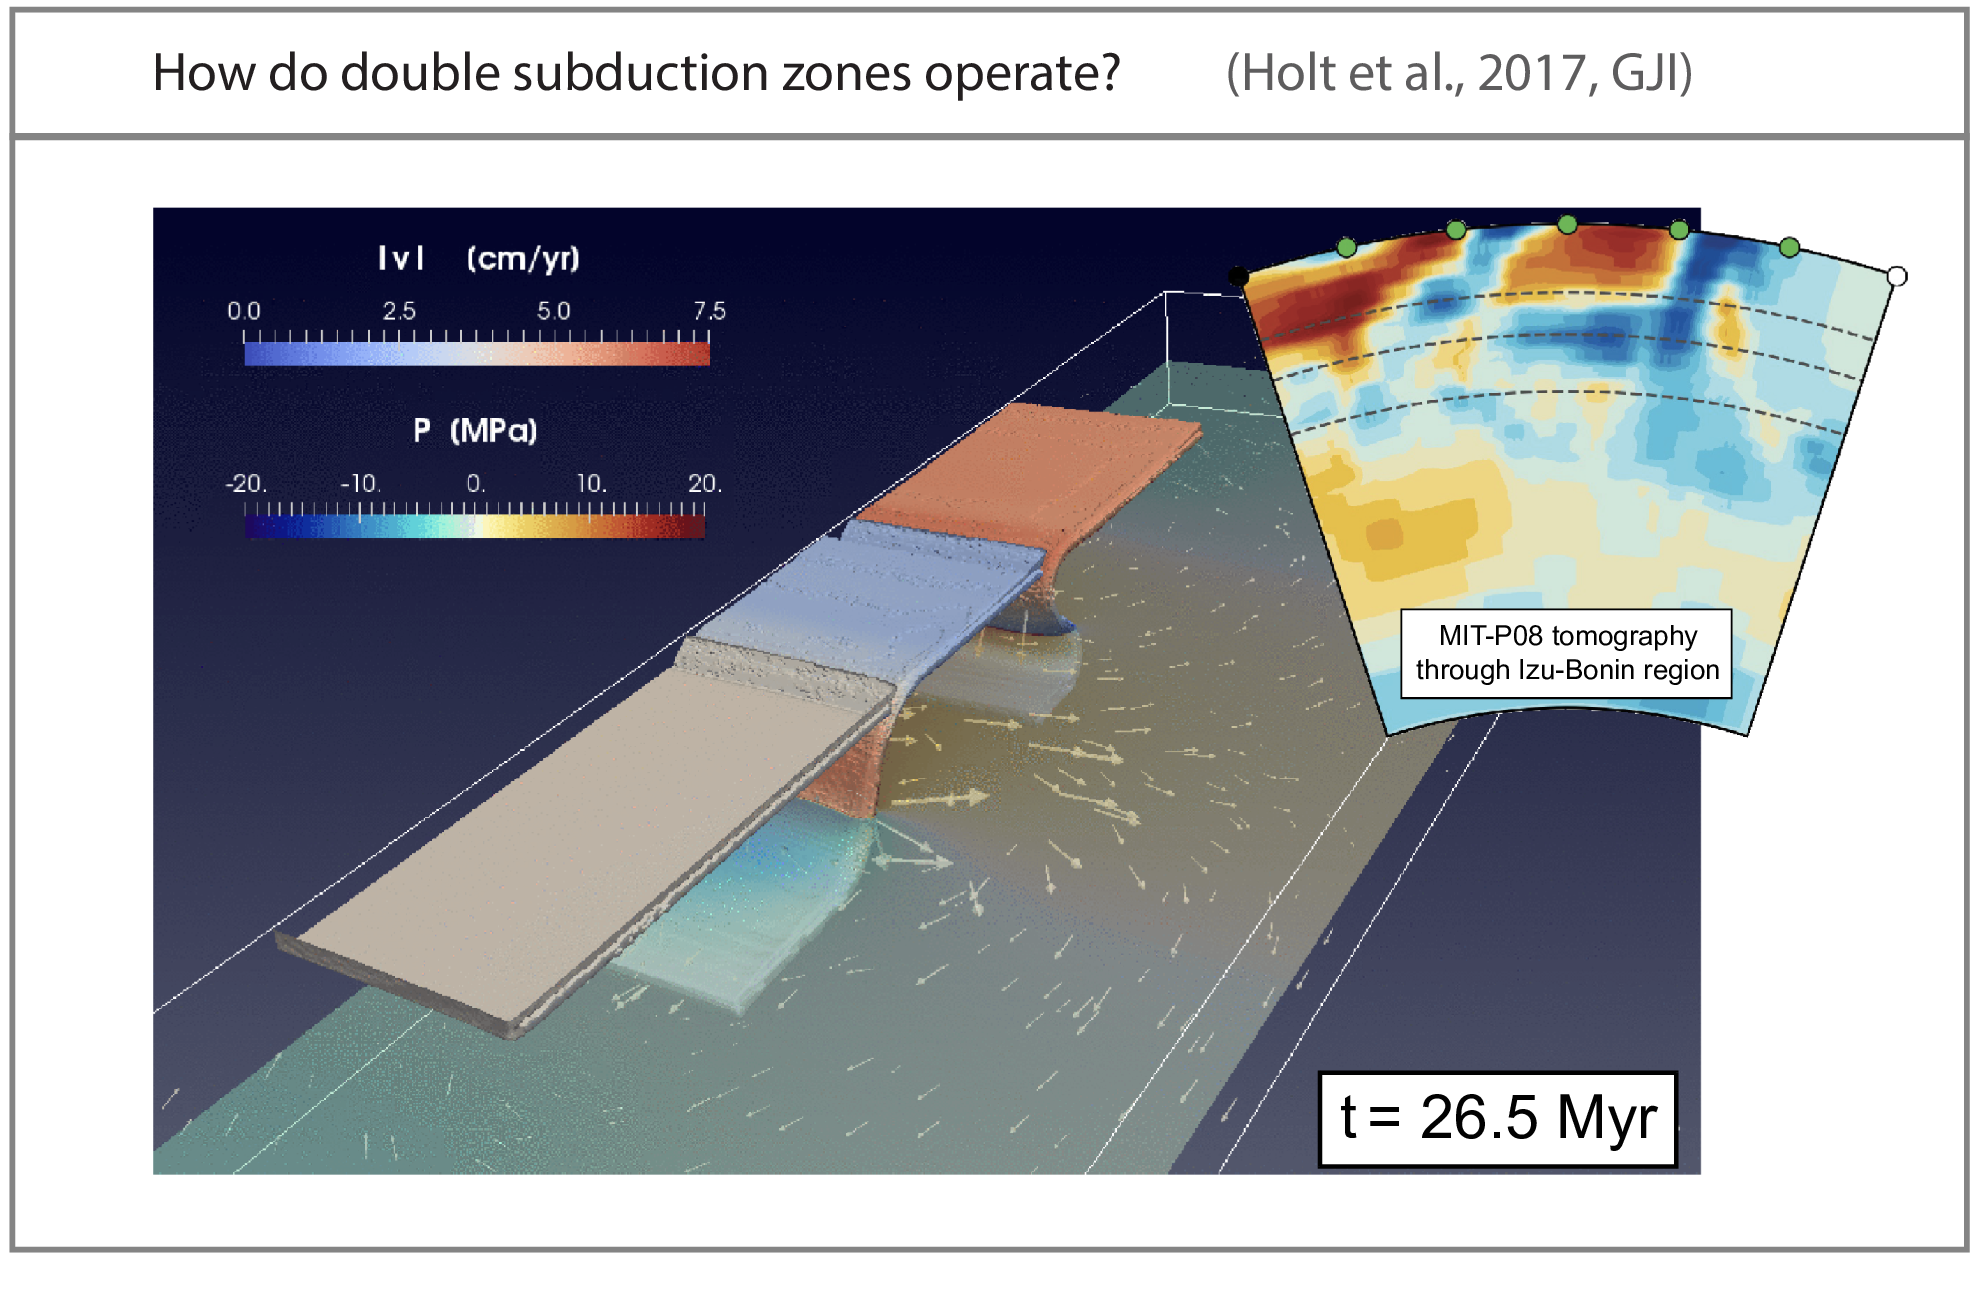 How do double subduction zones operate? (Holt et al., 2017, GJI)
|v| (cm/yr)
0.0 2.5 5.0 7.5
P (MPa)
-20. -10. 0. 10. 20.
MIT-P08 tomography
through Izu-Bonin region
t = 26.5 Myr